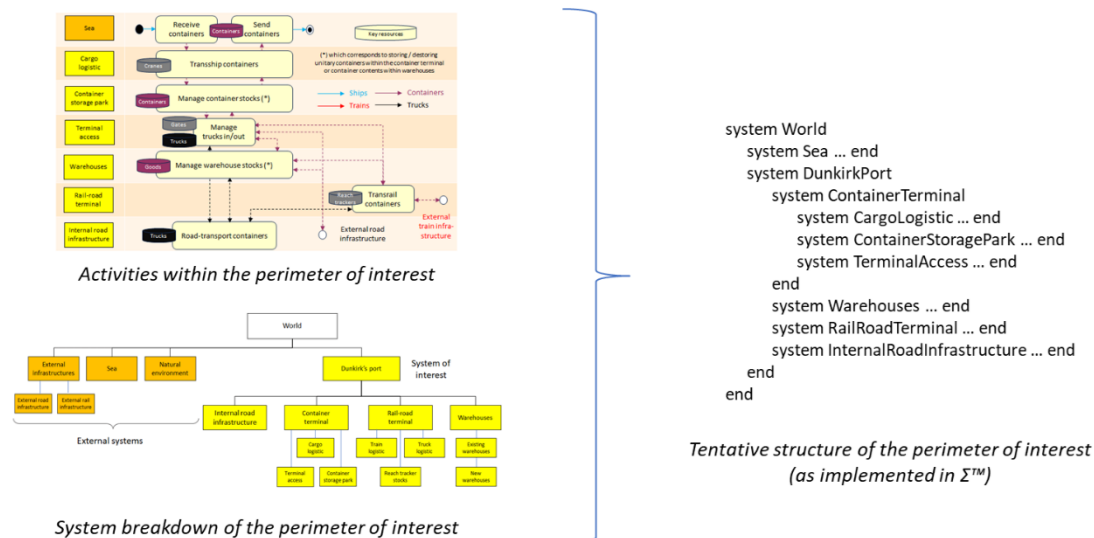 Sea
Receive
containers
Containers
Send
containers
Key resources
Cargo
logistic
Cranes
Transship containers
(*) which corresponds to storing / destoring
unitary containers within the container terminal
or container contents within warehouses
Container
storage park
Containers
Manage container stocks (*)
Ships
Containers
Trains
Trucks
Terminal
access
Gates
Trucks
Manage
trucks in/out
Warehouses
Goods
Manage warehouse stocks (*)
Rail-road
terminal
Reach
trackers
Transrail
containers
Internal road
infrastructure
Trucks
Road-transport containers
External road
infrastructure
External
train infra-
structure
Activities within the perimeter of interest
World
External
infrastructures
Sea
Natural
environment
Dunkirk's port
System of
interest
External road
infrastructure
External rail
infrastructure
External systems
Internal road
infrastructure
Container
terminal
Rail-road
terminal
Warehouses
Cargo
logistic
Train
logistic
Truck
logistic
Existing
warehouses
Terminal
access
Container
storage park
Reach tracker
stocks
New
warehouses
System breakdown of the perimeter of interest
system World
system Sea ... end
system DunkirkPort
system ContainerTerminal
system CargoLogistic ... end
system ContainerStoragePark ... end
system TerminalAccess ... end
end
system Warehouses ... end
system RailRoadTerminal ... end
system InternalRoadInfrastructure ... end
end
end
Tentative structure of the perimeter of interest
(as implemented in Σ™)